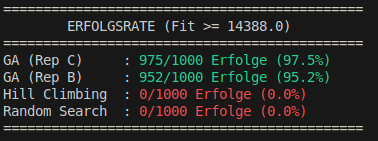 =============================================
ERFOLGSRATE (Fit >= 14388.0)
=============================================
GA (Rep C)     : 975/1000 Erfolge (97.5%)
GA (Rep B)     : 952/1000 Erfolge (95.2%)
Hill Climbing  : 0/1000 Erfolge (0.0%)
Random Search  : 0/1000 Erfolge (0.0%)
=============================================